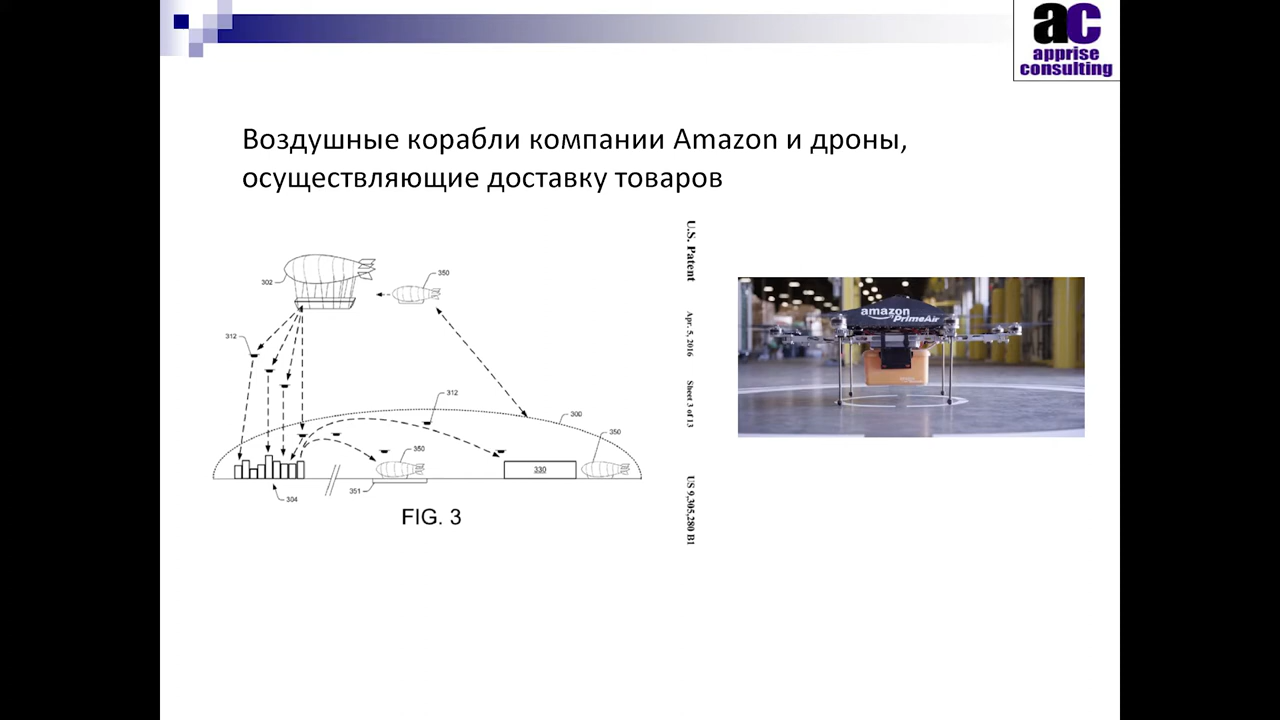 ac
apprise
consulting
Воздушные корабли компании Amazon и дроны,
осуществляющие доставку товаров
302
350
312
312
300
350
350
330
351
304
FIG. 3
U.S. Patent
Apr. 5, 2016
Sheet 3 of 13
US 9,305,280 B1
amazon
PrimeAir